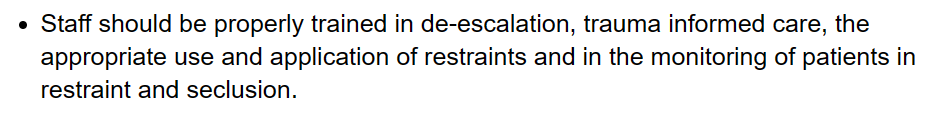 • Staff should be properly trained in de-escalation, trauma informed care, the
appropriate use and application of restraints and in the monitoring of patients in
restraint and seclusion.